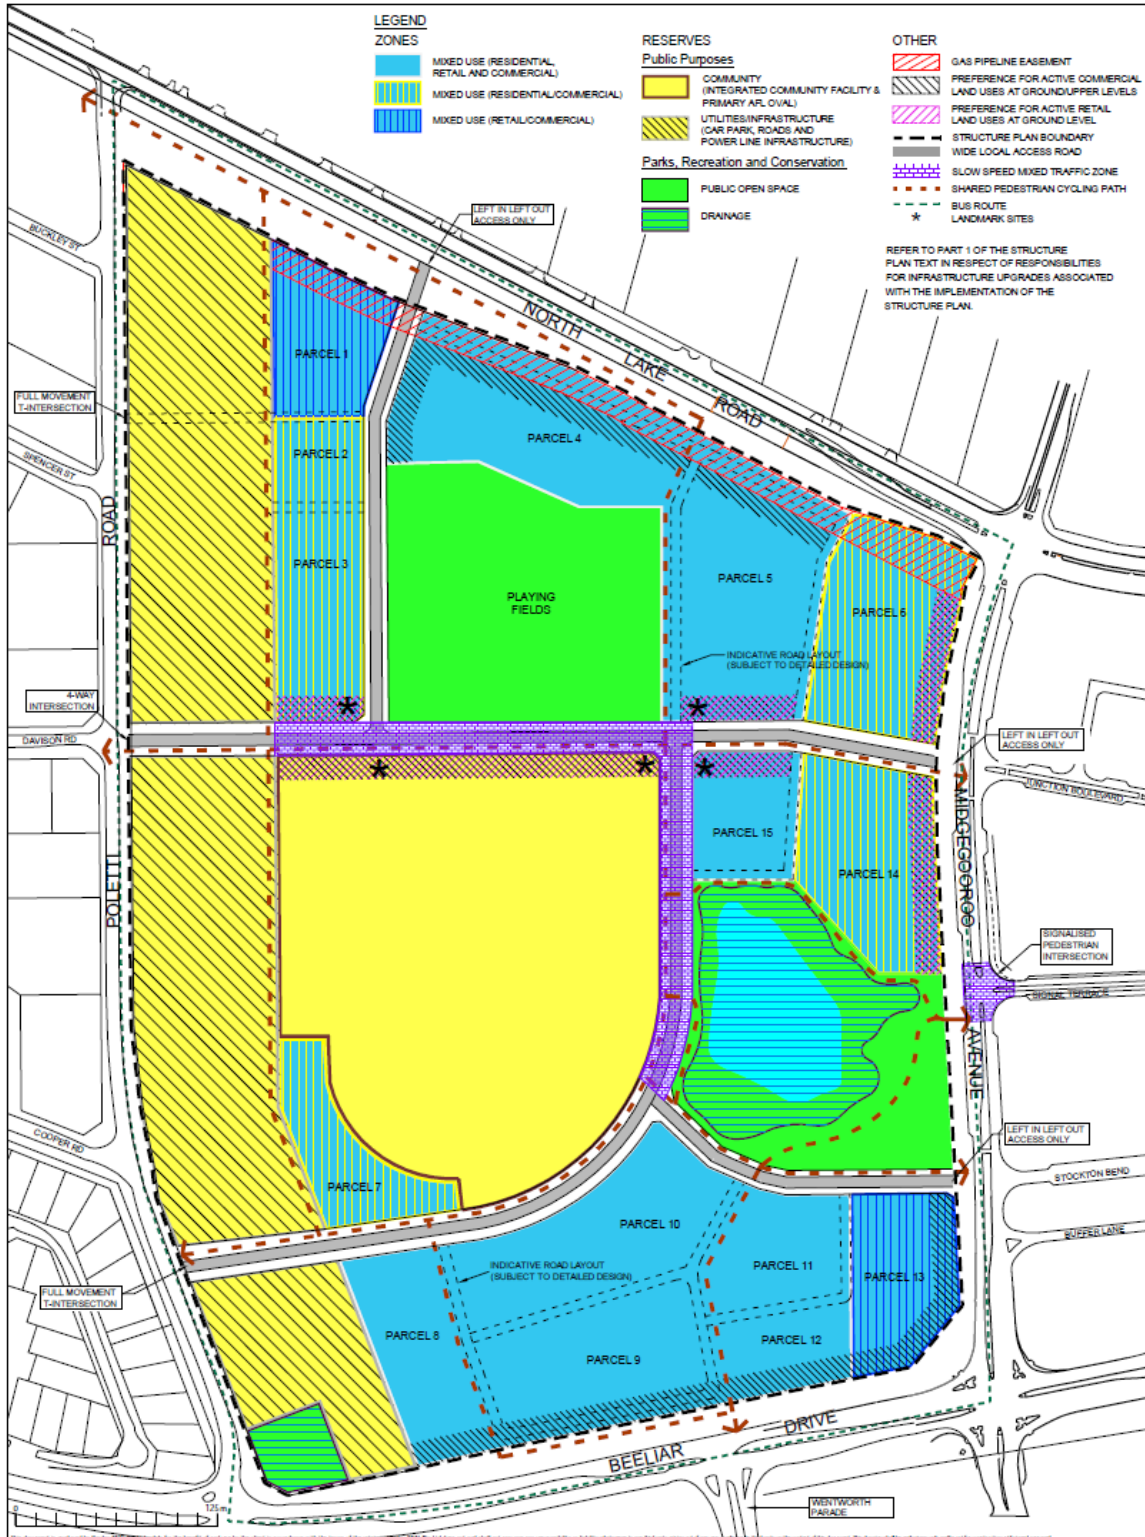 LEGEND
ZONES
MIXED USE (RESIDENTIAL,
RETAIL AND COMMERCIAL)
MIXED USE (RESIDENTIAL/COMMERCIAL)
MIXED USE (RETAIL/COMMERCIAL)
RESERVES
Public Purposes
COMMUNITY
(INTEGRATED COMMUNITY FACILITY &
PRIMARY AFL OVAL)
UTILITIES/INFRASTRUCTURE
(CAR PARK, ROADS AND
POWER LINE INFRASTRUCTURE)
Parks, Recreation and Conservation
PUBLIC OPEN SPACE
DRAINAGE
OTHER
GAS PIPELINE EASEMENT
PREFERENCE FOR ACTIVE COMMERCIAL
LAND USES AT GROUND/UPPER LEVELS
PREFERENCE FOR ACTIVE RETAIL
LAND USES AT GROUND LEVEL
STRUCTURE PLAN BOUNDARY
WIDE LOCAL ACCESS ROAD
SLOW SPEED MIXED TRAFFIC ZONE
SHARED PEDESTRIAN CYCLING PATH
BUS ROUTE
* LANDMARK SITES
REFER TO PART 1 OF THE STRUCTURE
PLAN TEXT IN RESPECT OF RESPONSIBILITIES
FOR INFRASTRUCTURE UPGRADES ASSOCIATED
WITH THE IMPLEMENTATION OF THE
STRUCTURE PLAN.
LEFT IN LEFT OUT
ACCESS ONLY
BUCKLEY ST
NORTH LAKE ROAD
PARCEL 1
FULL MOVEMENT
T-INTERSECTION
PARCEL 4
PARCEL 2
SPENCER ST
PARCEL 3
PARCEL 5
PLAYING
FIELDS
PARCEL 6
INDICATIVE ROAD LAYOUT
(SUBJECT TO DETAILED DESIGN)
4-WAY
INTERSECTION
DAVISON RD
LEFT IN LEFT OUT
ACCESS ONLY
JUNCTION BOULEVARD
POLETTI ROAD
MIDGEGOOROO AVENUE
PARCEL 15
PARCEL 14
SIGNALISED
PEDESTRIAN
INTERSECTION
SIGNAL TERRACE
COOPER RD
LEFT IN LEFT OUT
ACCESS ONLY
STOCKTON BEND
PARCEL 7
PARCEL 10
BUFFER LANE
INDICATIVE ROAD LAYOUT
(SUBJECT TO DETAILED DESIGN)
PARCEL 11
PARCEL 13
FULL MOVEMENT
T-INTERSECTION
PARCEL 8
PARCEL 12
PARCEL 9
BEELIAR DRIVE
0 125m
WENTWORTH
PARADE